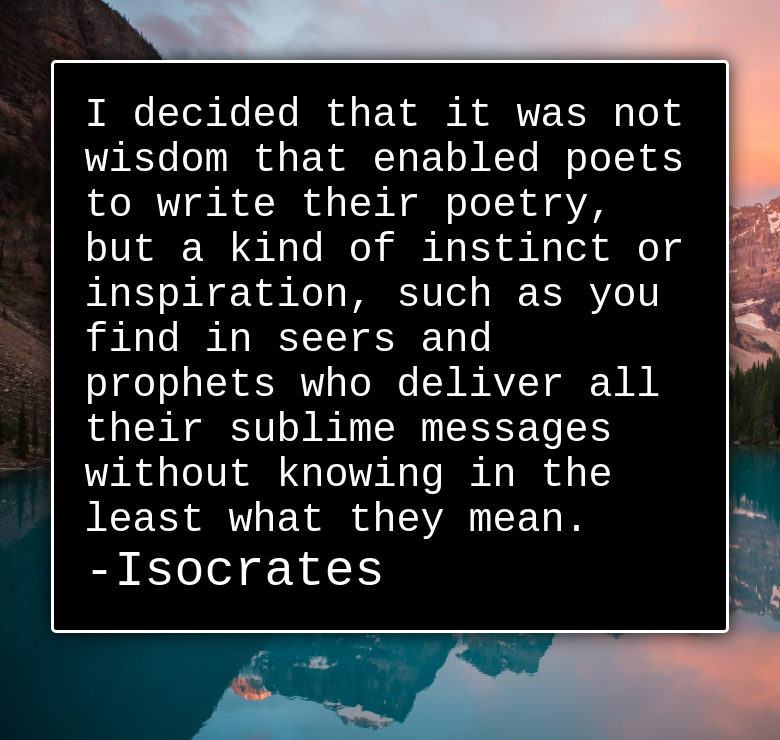 I decided that it was not
wisdom that enabled poets
to write their poetry,
but a kind of instinct or
inspiration, such as you
find in seers and
prophets who deliver all
their sublime messages
without knowing in the
least what they mean.
-Isocrates